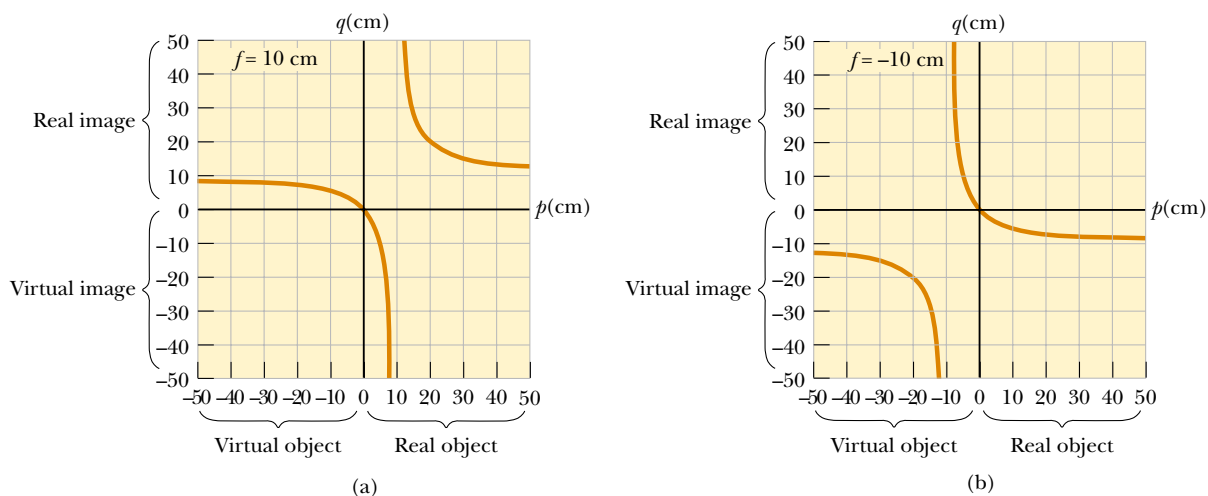 q(cm)
50
f = 10 cm
40
30
Real image
20
10
0
p(cm)
–10
Virtual image
–20
–30
–40
–50
–50 –40 –30 –20 –10 0 10 20 30 40 50
Virtual object Real object
(a)
q(cm)
50
f = –10 cm
40
30
Real image
20
10
0
p(cm)
–10
Virtual image
–20
–30
–40
–50
–50 –40 –30 –20 –10 0 10 20 30 40 50
Virtual object Real object
(b)